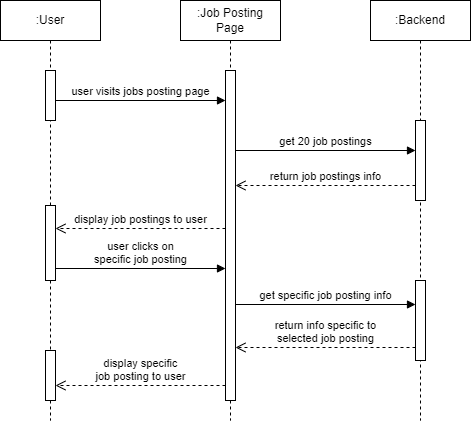 :User
:Job Posting
Page
:Backend
user visits jobs posting page
get 20 job postings
return job postings info
display job postings to user
user clicks on
specific job posting
get specific job posting info
return info specific to
selected job posting
display specific
job posting to user